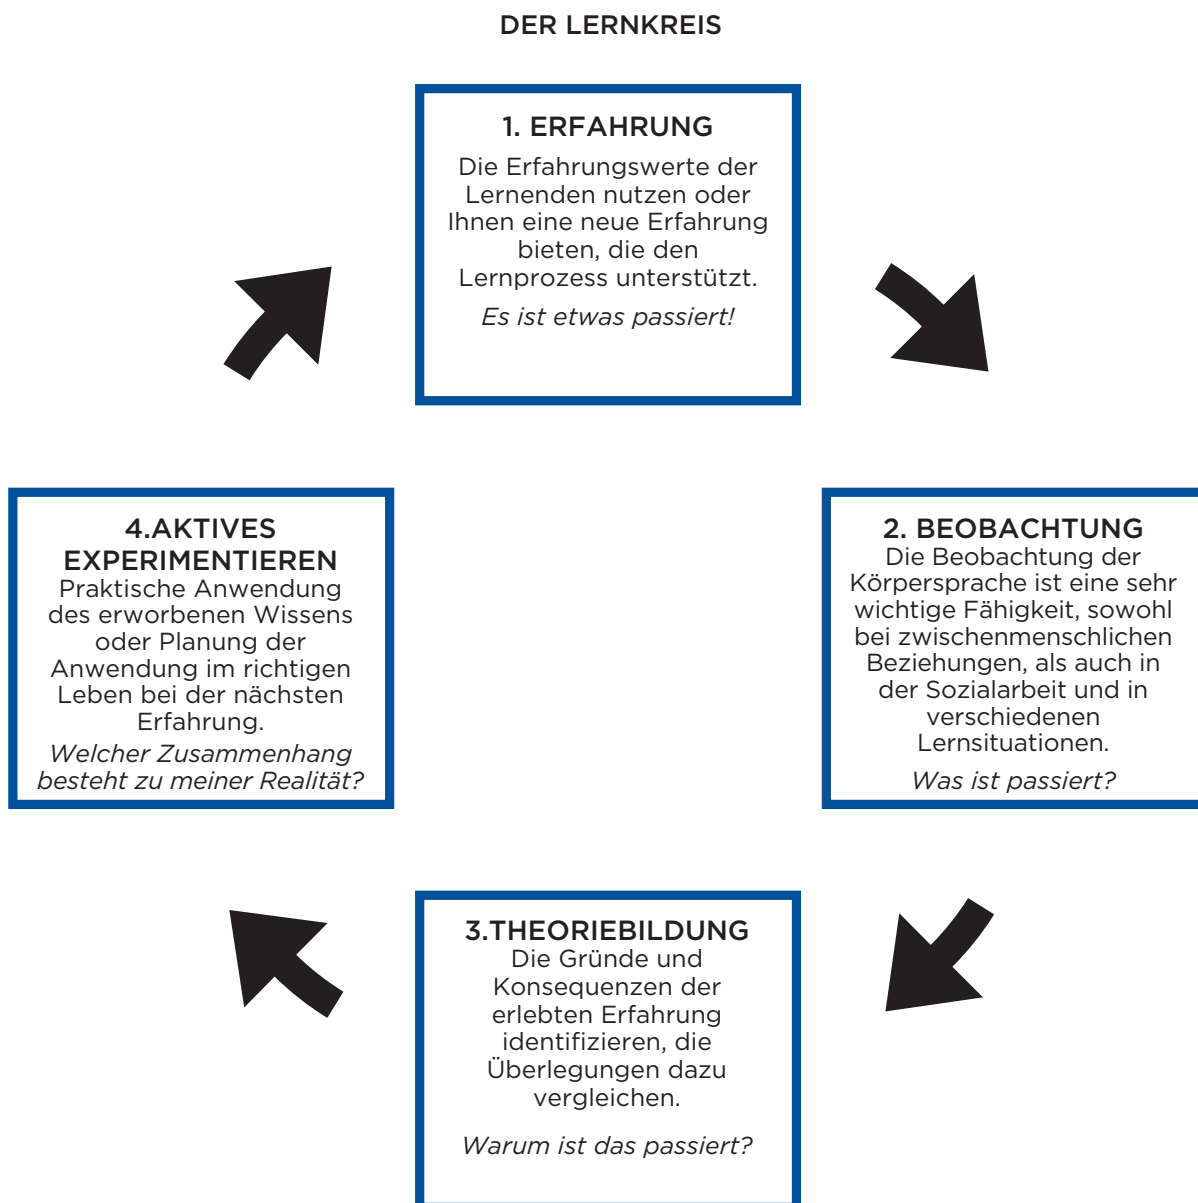 DER LERNKREIS
1. ERFAHRUNG
Die Erfahrungswerte der
Lernenden nutzen oder
Ihnen eine neue Erfahrung
bieten, die den
Lernprozess unterstützt.
Es ist etwas passiert!
2. BEOBACHTUNG
Die Beobachtung der
Körpersprache ist eine sehr
wichtige Fähigkeit, sowohl
bei zwischenmenschlichen
Beziehungen, als auch in
der Sozialarbeit und in
verschiedenen
Lernsituationen.
Was ist passiert?
3.THEORIEBILDUNG
Die Gründe und
Konsequenzen der
erlebten Erfahrung
identifizieren, die
Überlegungen dazu
vergleichen.
Warum ist das passiert?
4.AKTIVES
EXPERIMENTIEREN
Praktische Anwendung
des erworbenen Wissens
oder Planung der
Anwendung im richtigen
Leben bei der nächsten
Erfahrung.
Welcher Zusammenhang
besteht zu meiner Realität?